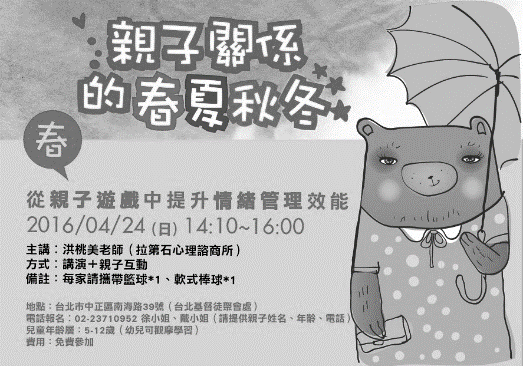 親子關係
的春夏秋冬
春
從親子遊戲中提升情緒管理效能
2016/04/24 (日) 14:10~16:00
主講：洪桃美老師（拉第石心理諮商所）
方式：講演＋親子互動
備註：每家請攜帶籃球*1、軟式棒球*1
地點：台北市中正區南海路39號（台北基督徒聚會處）
電話報名：02-23710952 徐小姐、戴小姐（請提供親子姓名、年齡、電話）
兒童年齡層：5-12歲（幼兒可觀摩學習）
費用：免費參加